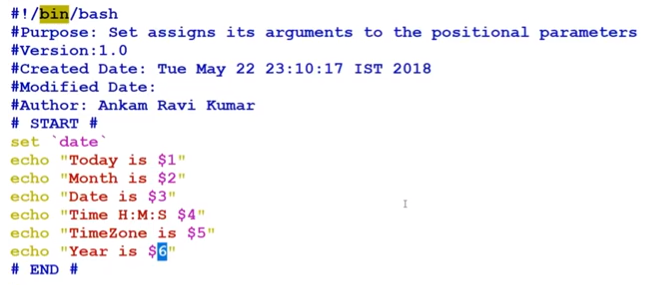 #!/bin/bash
#Purpose: Set assigns its arguments to the positional parameters
#Version:1.0
#Created Date: Tue May 22 23:10:17 IST 2018
#Modified Date:
#Author: Ankam Ravi Kumar
# START #
set `date`
echo "Today is $1"
echo "Month is $2"
echo "Date is $3"
echo "Time H:M:S $4"
echo "TimeZone is $5"
echo "Year is $6"
# END #